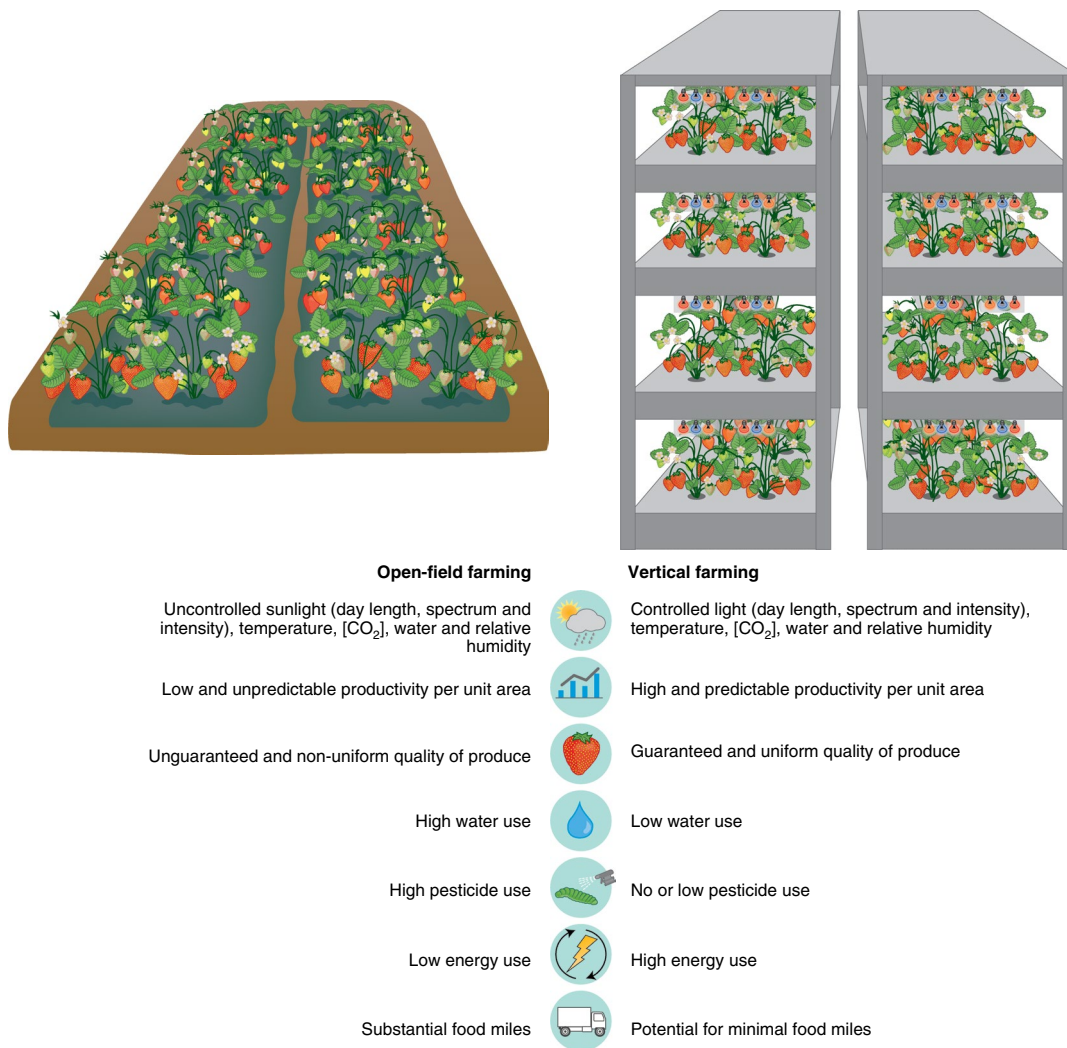 Open-field farming
Vertical farming
Uncontrolled sunlight (day length, spectrum and
intensity), temperature, [CO₂], water and relative
humidity
Controlled light (day length, spectrum and intensity),
temperature, [CO₂], water and relative humidity
Low and unpredictable productivity per unit area
High and predictable productivity per unit area
Unguaranteed and non-uniform quality of produce
Guaranteed and uniform quality of produce
High water use
Low water use
High pesticide use
No or low pesticide use
Low energy use
High energy use
Substantial food miles
Potential for minimal food miles